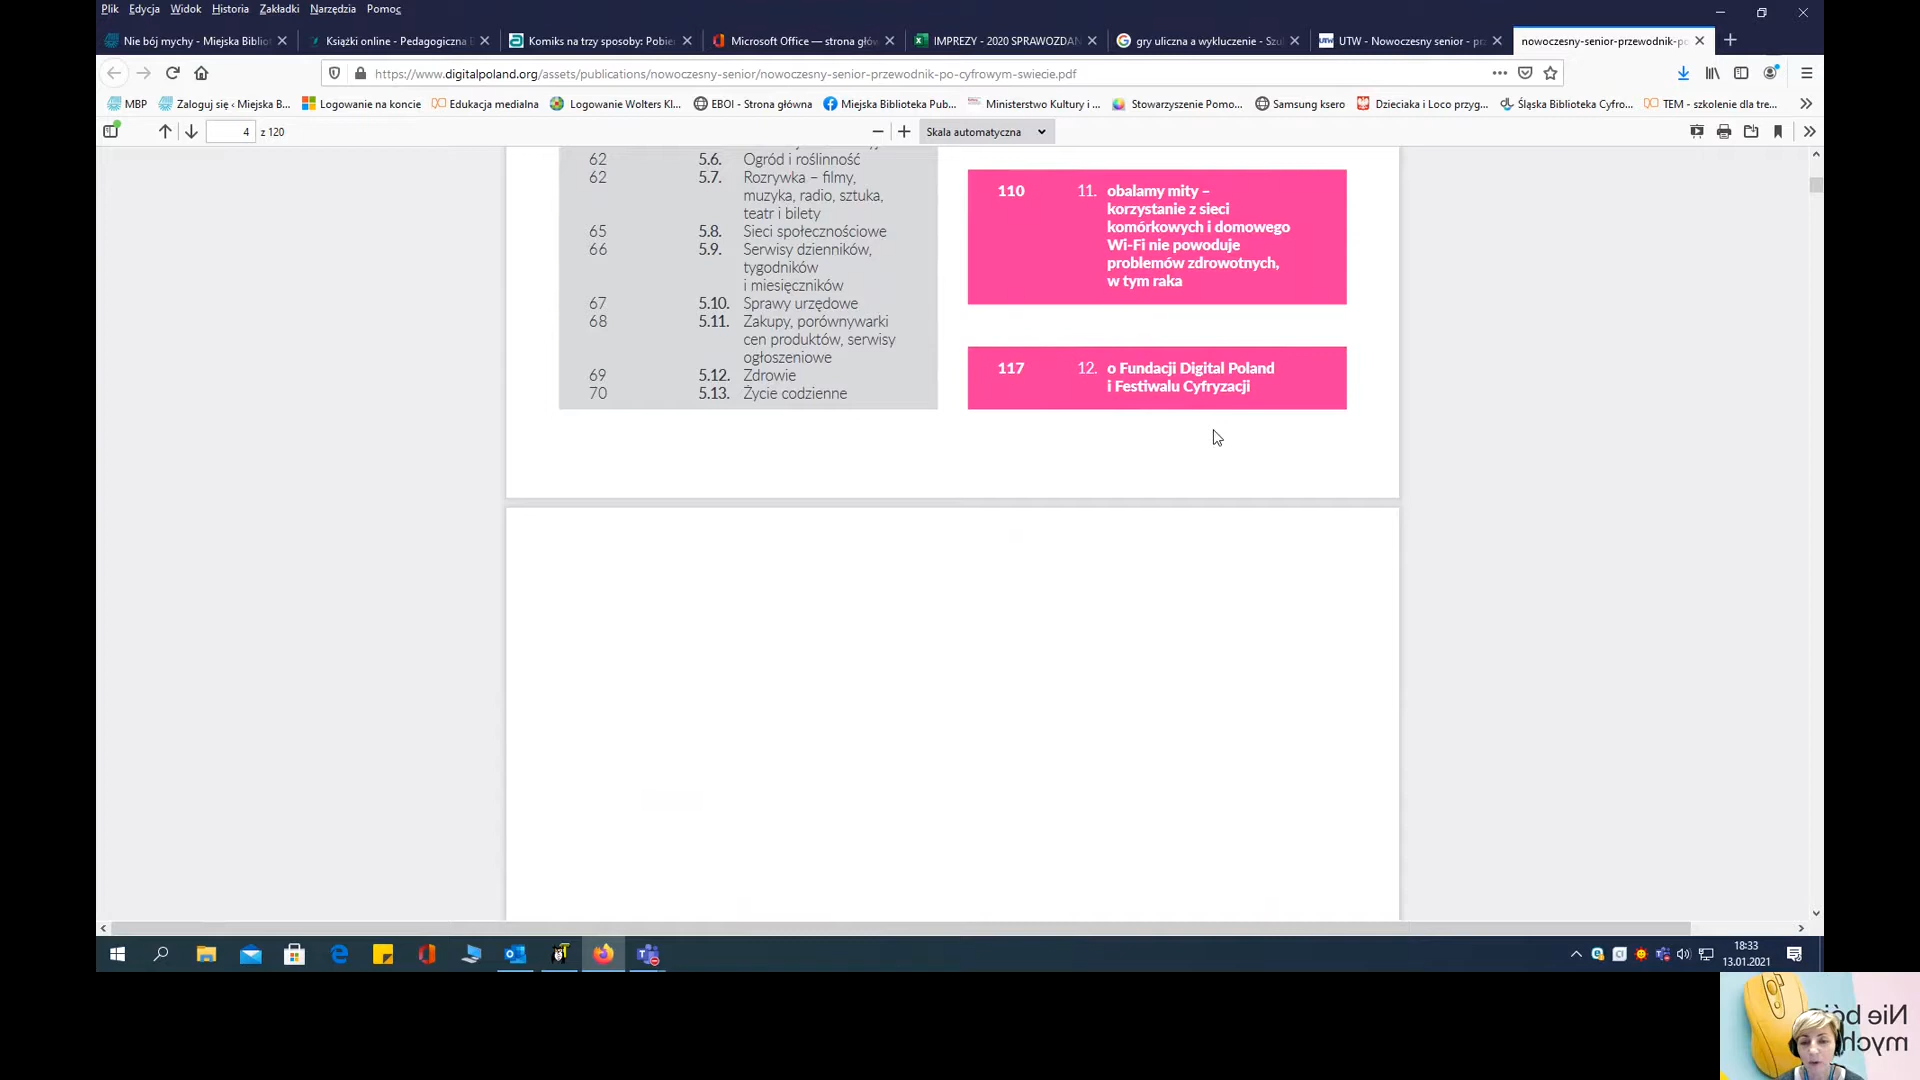 Plik Edycja Widok Historia Zakładki Narzędzia Pomoc
Nie bój mychy - Miejska Bibliot
Książki online - Pedagogiczna
Komiks na trzy sposoby: Pobie
Microsoft Office — strona głów
IMPREZY - 2020 SPRAWOZDAN
gry uliczna a wykluczenie - Szu
UTW - Nowoczesny senior - prz
nowoczesny-senior-przewodnik-po
https://www.digitalpoland.org/assets/publications/nowoczesny-senior/nowoczesny-senior-przewodnik-po-cyfrowym-swiecie.pdf
MBP
Zaloguj się ‹ Miejska B...
Logowanie na koncie
Edukacja medialna
Logowanie Wolters Kl...
EBOI - Strona główna
Miejska Biblioteka Pub...
Ministerstwo Kultury i ...
Stowarzyszenie Pomo...
Samsung ksero
Dzieciaka i Loco przyg...
Śląska Biblioteka Cyfro...
TEM - szkolenie dla tre...
4 z 120
Skala automatyczna
62 5.6. Ogród i roślinność
62 5.7. Rozrywka – filmy,
muzyka, radio, sztuka,
teatr i bilety
65 5.8. Sieci społecznościowe
66 5.9. Serwisy dzienników,
tygodników
i miesięczników
67 5.10. Sprawy urzędowe
68 5.11. Zakupy, porównywarki
cen produktów, serwisy
ogłoszeniowe
69 5.12. Zdrowie
70 5.13. Życie codzienne
110 11. obalamy mity –
korzystanie z sieci
komórkowych i domowego
Wi-Fi nie powoduje
problemów zdrowotnych,
w tym raka
117 12. o Fundacji Digital Poland
i Festiwalu Cyfryzacji
18:33
13.01.2021
Nie bój
mych